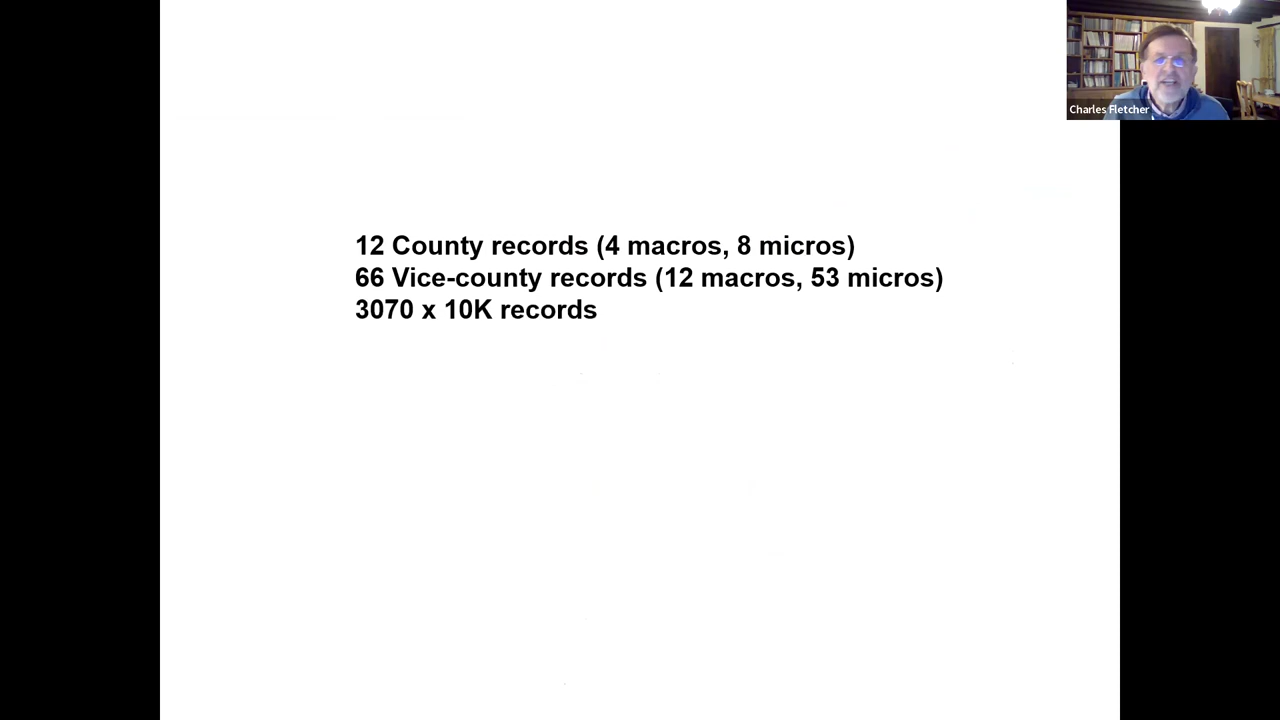 Charles Fletcher
12 County records (4 macros, 8 micros)
66 Vice-county records (12 macros, 53 micros)
3070 x 10K records